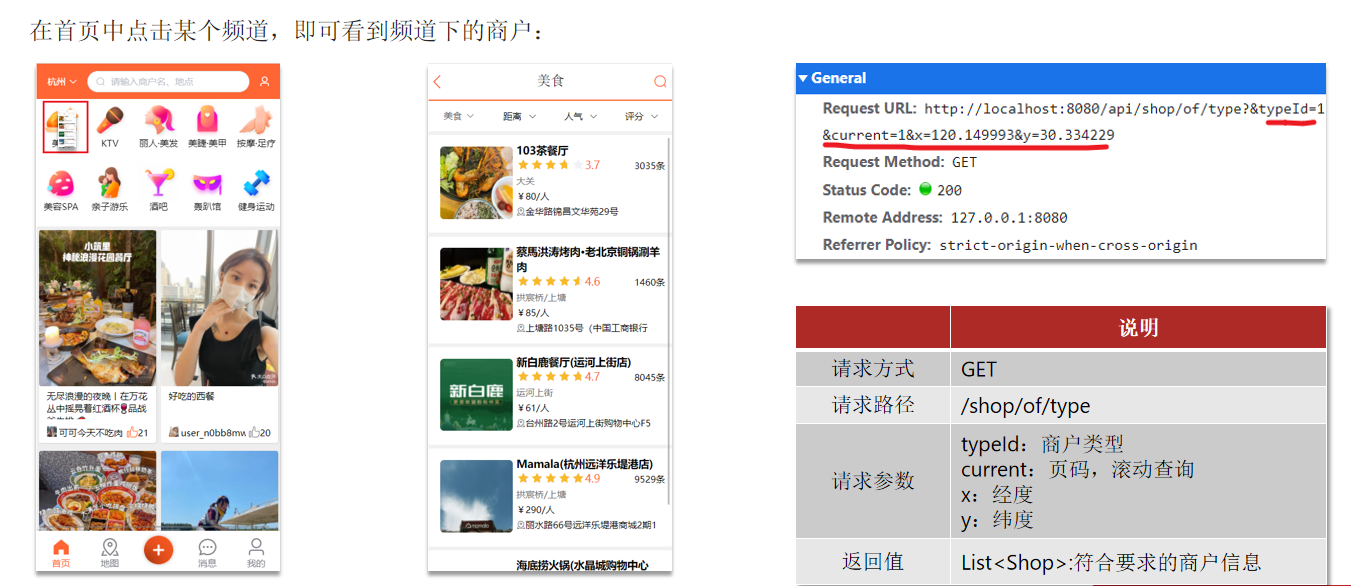 在首页中点击某个频道，即可看到频道下的商户：
杭州
请输入商户名、地点
KTV
丽人·美发
美睫·美甲
按摩·足疗
美容SPA
亲子游乐
酒吧
轰趴馆
健身运动
小筑里
神秘浪漫花园餐厅
无尽浪漫的夜晚丨在万花
丛中摇晃着红酒杯🍷品战
可可今天不吃肉
21
好吃的西餐
user_n0bb8mw
20
首页
地图
消息
我的
美食
美食
距离
人气
评分
103茶餐厅
3.7
3035条
大关
￥80/人
金华路锦昌文华苑29号
蔡馬洪涛烤肉·老北京铜锅涮羊
肉
4.6
1460条
拱宸桥/上塘
￥85/人
上塘路1035号（中国工商银行
新白鹿
新白鹿餐厅(运河上街店)
4.7
8045条
运河上街
￥61/人
台州路2号运河上街购物中心F5
mamala
Mamala(杭州远洋乐堤港店)
4.9
9529条
拱宸桥/上塘
￥290/人
丽水路66号远洋乐堤港商城2期1
海底捞火锅(水晶城购物中心
General
Request URL: http://localhost:8080/api/shop/of/type?&typeId=1
&current=1&x=120.149993&y=30.334229
Request Method: GET
Status Code: 200
Remote Address: 127.0.0.1:8080
Referrer Policy: strict-origin-when-cross-origin
说明
请求方式
GET
请求路径
/shop/of/type
请求参数
typeId：商户类型
current：页码，滚动查询
x：经度
y：纬度
返回值
List<Shop>:符合要求的商户信息